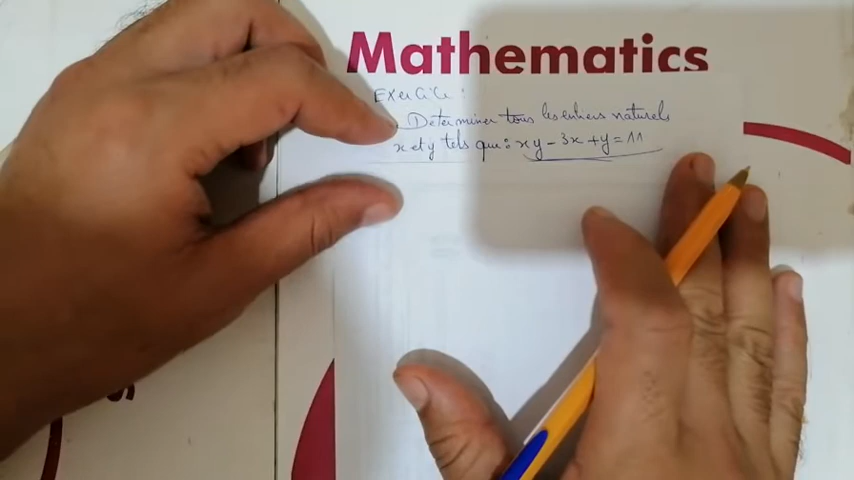 Mathematics
Exercice :
Déterminer tous les entiers naturels
x et y tels que : xy - 3x + y = 11